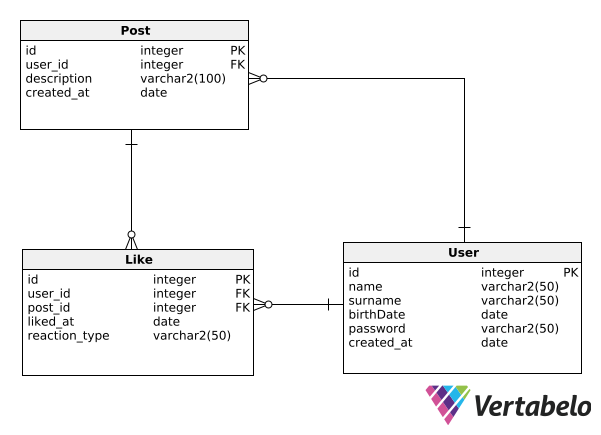 Post
id integer PK
user_id integer FK
description varchar2(100)
created_at date
Like
id integer PK
user_id integer FK
post_id integer FK
liked_at date
reaction_type varchar2(50)
User
id integer PK
name varchar2(50)
surname varchar2(50)
birthDate date
password varchar2(50)
created_at date
Vertabelo